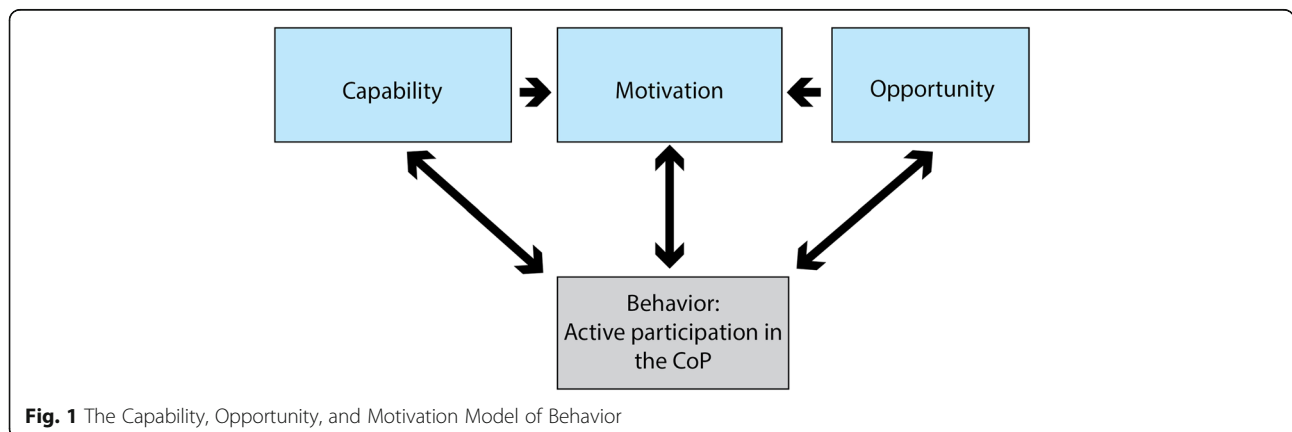 Capability
Motivation
Opportunity
Behavior:
Active participation in
the CoP
Fig. 1 The Capability, Opportunity, and Motivation Model of Behavior